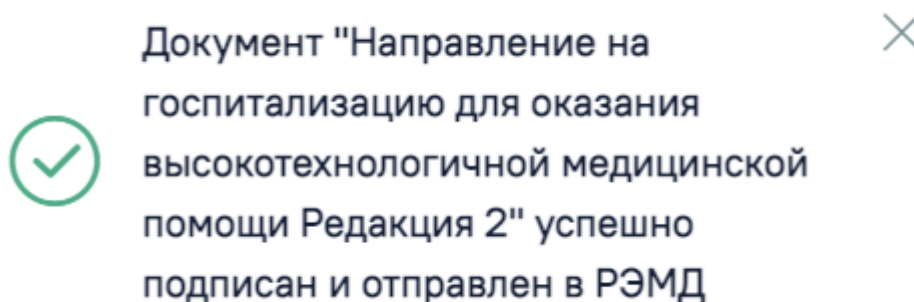 Документ "Направление на
госпитализацию для оказания
высокотехнологичной медицинской
помощи Редакция 2" успешно
подписан и отправлен в РЭМД